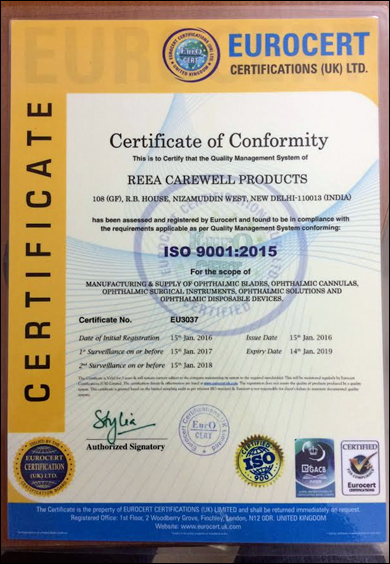 EUROCERT
CERTIFICATIONS (UK) LTD.
CERTIFICATE
Certificate of Conformity
This is to Certify that the Quality Management System of
REEA CAREWELL PRODUCTS
108 (GF), R.B. HOUSE, NIZAMUDDIN WEST, NEW DELHI-110013 (INDIA)
has been assessed and registered by Eurocert and found to be in compliance with
the requirements applicable as per Quality Management System conforming:
ISO 9001:2015
For the scope of
MANUFACTURING & SUPPLY OF OPHTHALMIC BLADES, OPHTHALMIC CANNULAS,
OPHTHALMIC SURGICAL INSTRUMENTS, OPHTHALMIC SOLUTIONS AND
OPHTHALMIC DISPOSABLE DEVICES.
Certificate No. EU3037
Date of Initial Registration 15th Jan. 2016 Issue Date 15th Jan. 2016
1st Surveillance on or before 15th Jan. 2017 Expiry Date 14th Jan. 2019
2nd Surveillance on or before 15th Jan. 2018
Authorized Signatory
EUROCERT
CERTIFICATION
(UK) LTD.
EurO
CERT
CERTIFIED
ISO
9001
CERTIFIED
Eurocert
The Certificate is property of EUROCERT CERTIFICATIONS (UK) LIMITED and shall be returned immediately on request.
Registered Office: 1st Floor, 2 Woodberry Grove, Finchley, London, N12 0DR, UNITED KINGDOM